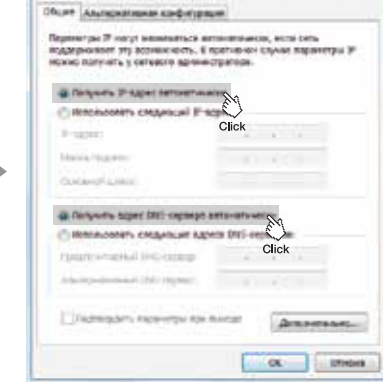 Общие Альтернативная конфигурация
Параметры IP могут назначаться автоматически, если сеть
поддерживает эту возможность. В противном случае параметры IP
можно получить у сетевого администратора.
Получить IP-адрес автоматически
Использовать следующий IP-адрес:
Click
IP-адрес:
Маска подсети:
Основной шлюз:
Получить адрес DNS-сервера автоматически
Использовать следующие адреса DNS-серверов:
Click
Предпочитаемый DNS-сервер:
Альтернативный DNS-сервер:
Подтвердить параметры при выходе
Дополнительно...
ОК Отмена